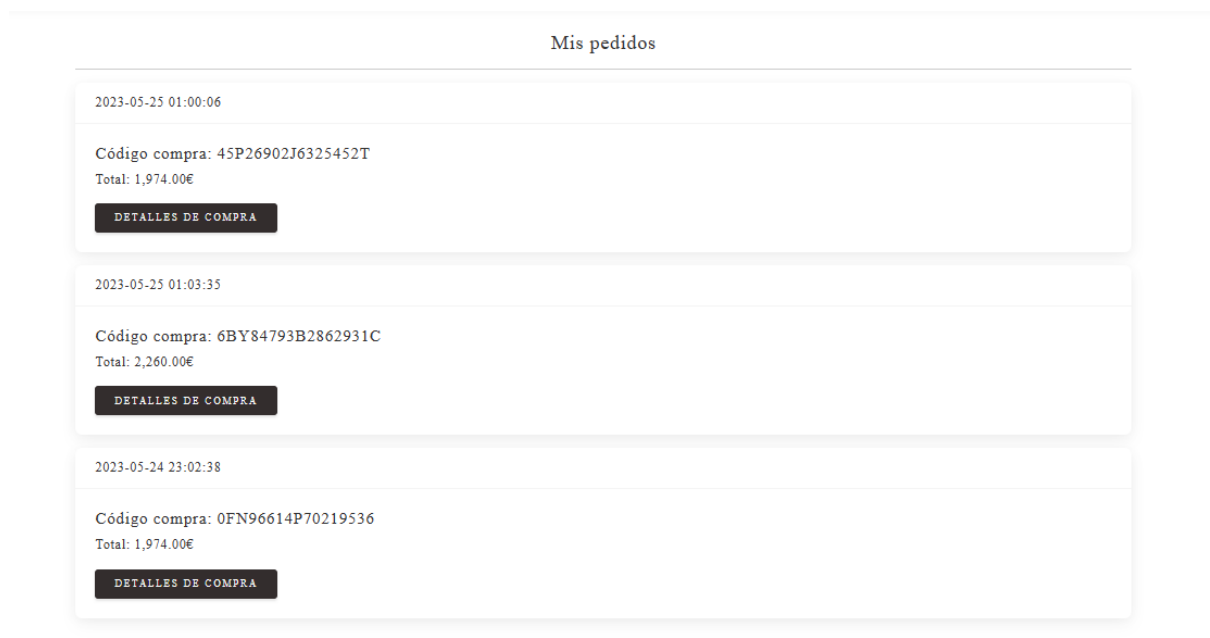 Mis pedidos
2023-05-25 01:00:06
Código compra: 45P26902J6325452T
Total: 1,974.00€
DETALLES DE COMPRA
2023-05-25 01:03:35
Código compra: 6BY84793B2862931C
Total: 2,260.00€
DETALLES DE COMPRA
2023-05-24 23:02:38
Código compra: 0FN96614P70219536
Total: 1,974.00€
DETALLES DE COMPRA